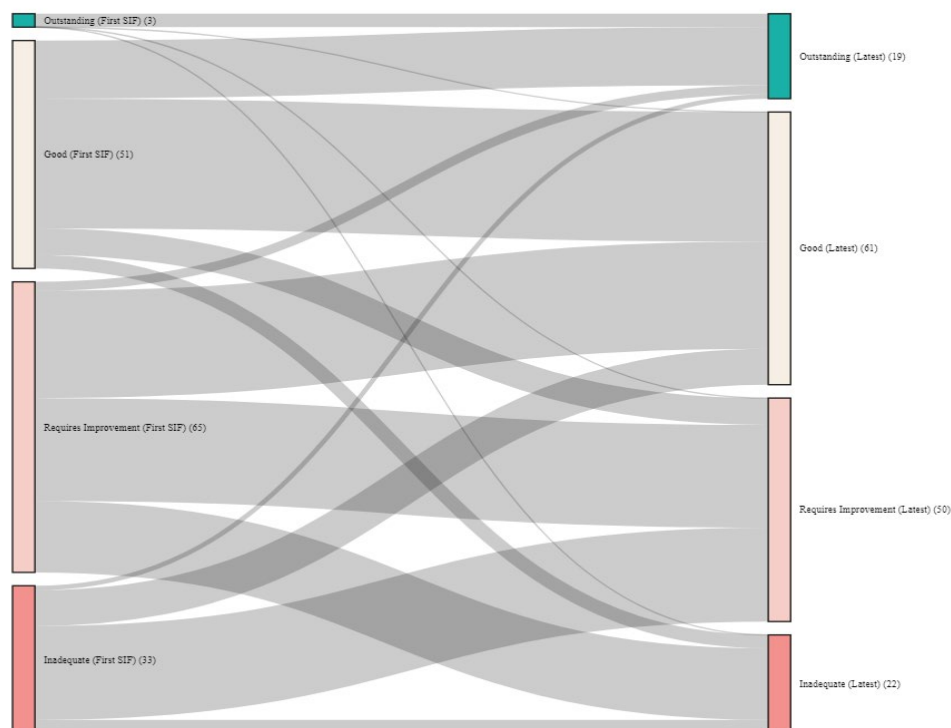 Outstanding (First SIF) (3)
Good (First SIF) (51)
Requires Improvement (First SIF) (65)
Inadequate (First SIF) (33)
Outstanding (Latest) (19)
Good (Latest) (61)
Requires Improvement (Latest) (50)
Inadequate (Latest) (22)